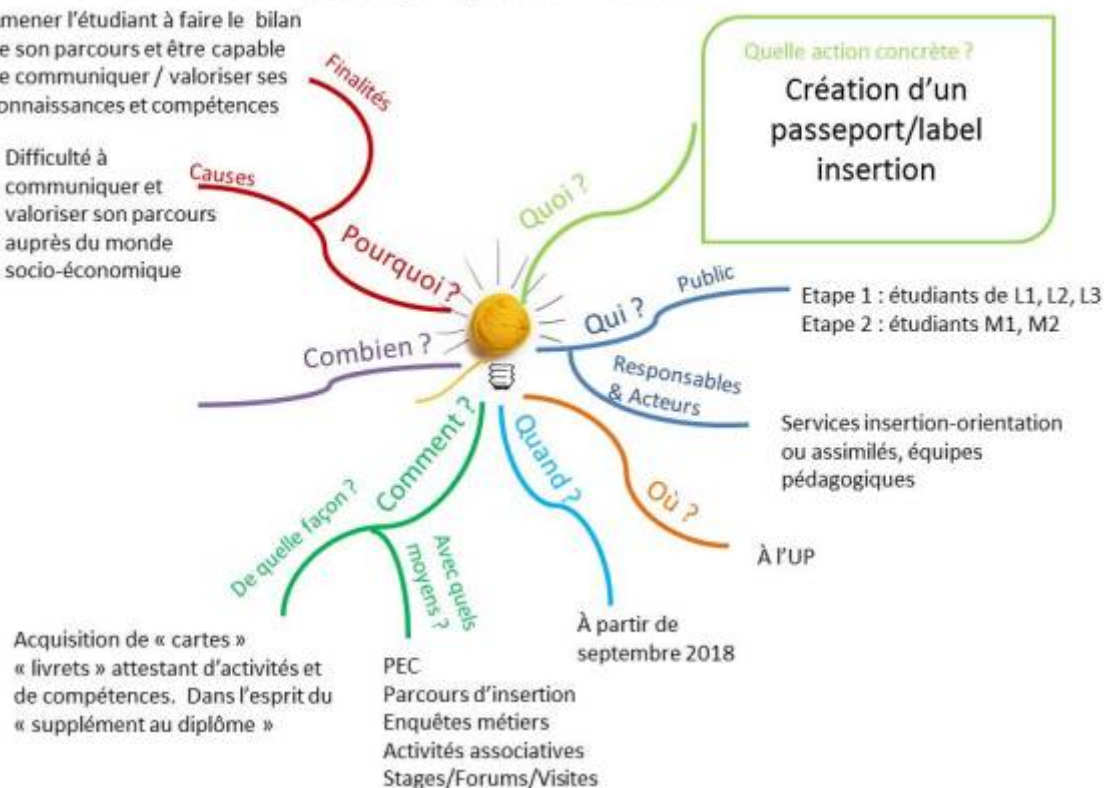 mener l'étudiant à faire le bilan
e son parcours et être capable
e communiquer / valoriser ses
onnaissances et compétences
Finalités
Difficulté à
communiquer et
valoriser son parcours
auprès du monde
socio-économique
Causes
Pourquoi ?
Quelle action concrète ?
Création d'un
passeport/label
insertion
Quoi ?
Qui ?
Public
Etape 1 : étudiants de L1, L2, L3
Etape 2 : étudiants M1, M2
Responsables
& Acteurs
Services insertion-orientation
ou assimilés, équipes
pédagogiques
Où ?
À l'UP
Quand ?
À partir de
septembre 2018
Combien ?
Comment ?
De quelle façon ?
Acquisition de « cartes »
« livrets » attestant d'activités et
de compétences. Dans l'esprit du
« supplément au diplôme »
Avec quels
moyens ?
PEC
Parcours d'insertion
Enquêtes métiers
Activités associatives
Stages/Forums/Visites